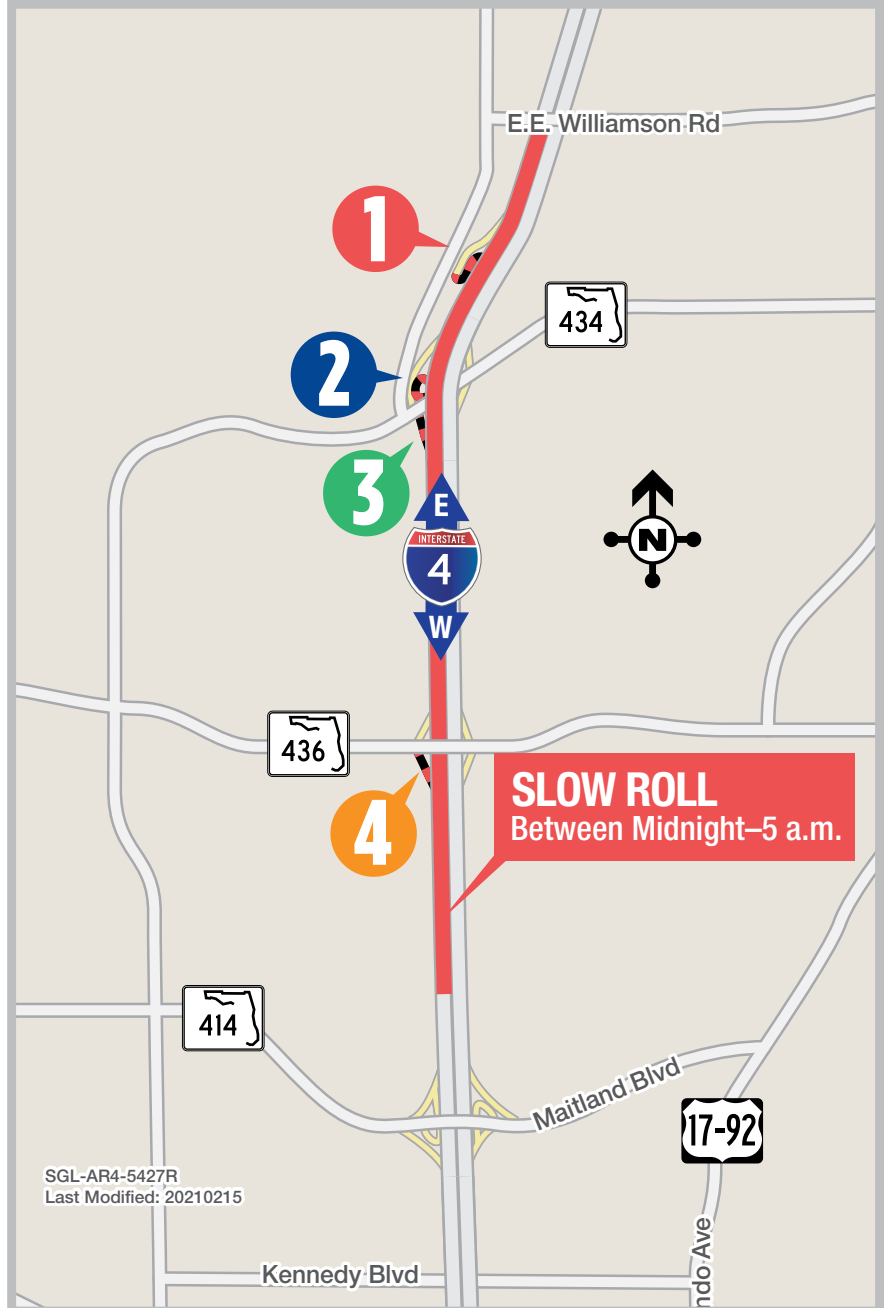 E.E. Williamson Rd
1
434
2
3
E
INTERSTATE
4
N
W
436
SLOW ROLL
Between Midnight–5 a.m.
4
414
Maitland Blvd
17-92
SGL-AR4-5427R
Last Modified: 20210215
Kennedy Blvd
ndo Ave